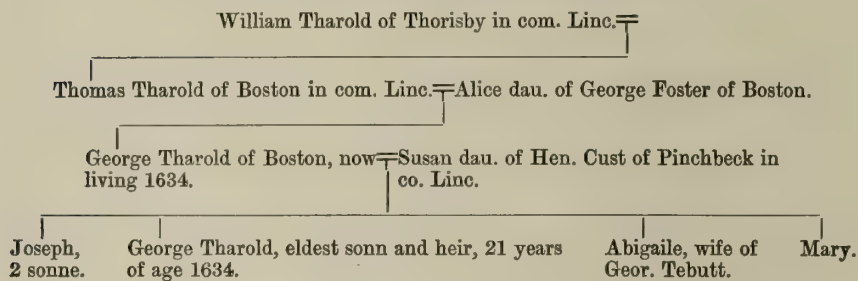 William Tharold of Thorisby in com. Linc.
Thomas Tharold of Boston in com. Linc. Alice dau. of George Foster of Boston.
George Tharold of Boston, now living 1634.
Susan dau. of Hen. Cust of Pinchbeck in co. Linc.
Joseph, 2 sonne.
George Tharold, eldest sonn and heir, 21 years of age 1634.
Abigaile, wife of Geor. Tebutt.
Mary.